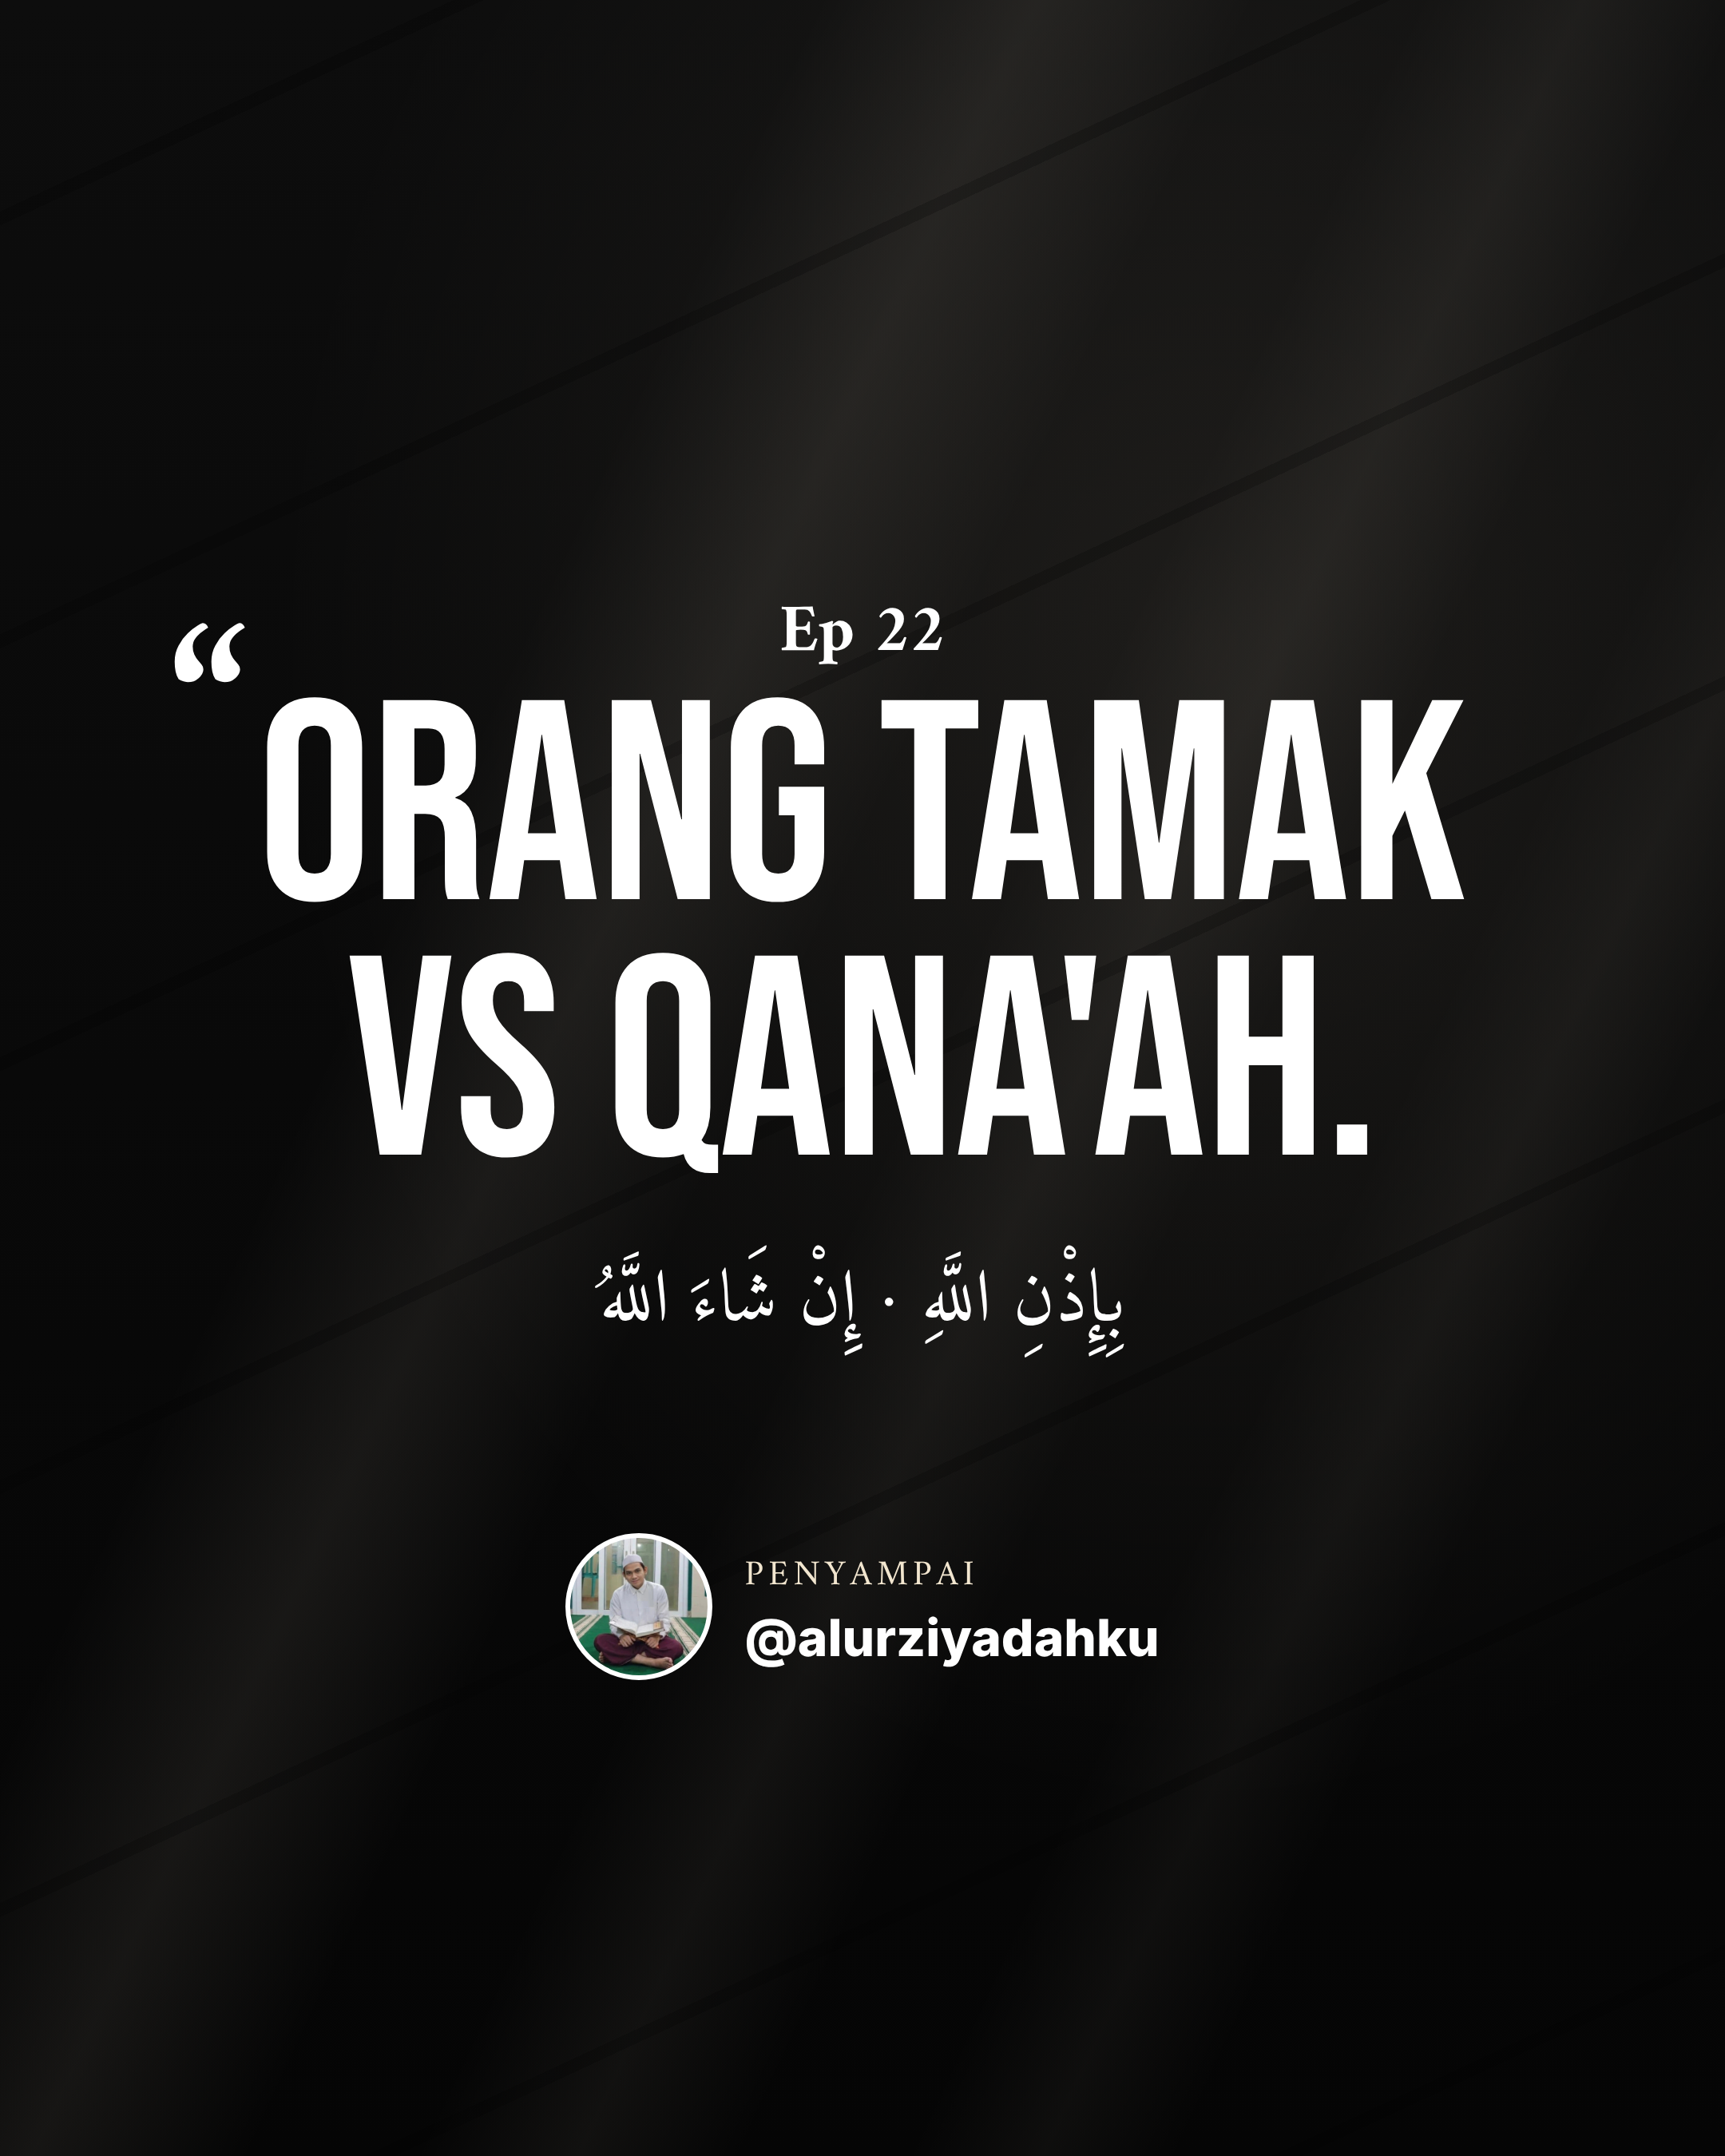 Ep 22
“ORANG TAMAK
VS QANA'AH.
بِإِذْنِ اللَّهِ · إِنْ شَاءَ اللَّهُ
PENYAMPAI
@alurziyadahku